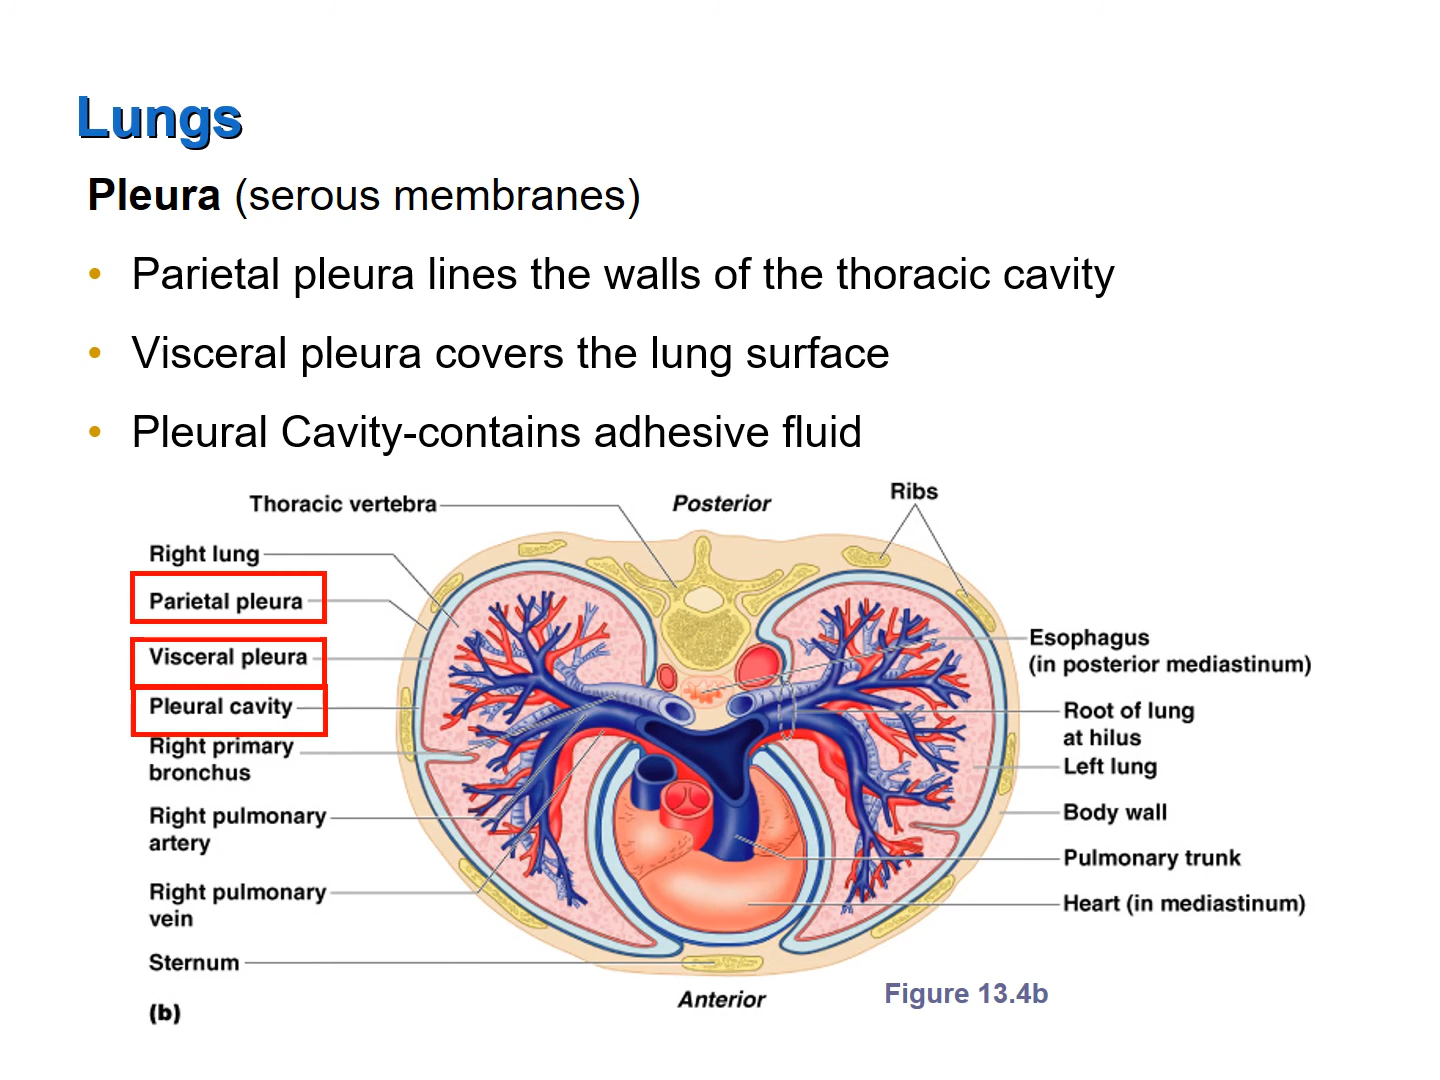 Lungs
Pleura (serous membranes)
• Parietal pleura lines the walls of the thoracic cavity
• Visceral pleura covers the lung surface
• Pleural Cavity-contains adhesive fluid
Thoracic vertebra
Posterior
Ribs
Right lung
Parietal pleura
Visceral pleura
Pleural cavity
Right primary
bronchus
Right pulmonary
artery
Right pulmonary
vein
Sternum
(b)
Esophagus
(in posterior mediastinum)
Root of lung
at hilus
Left lung
Body wall
Pulmonary trunk
Heart (in mediastinum)
Anterior
Figure 13.4b